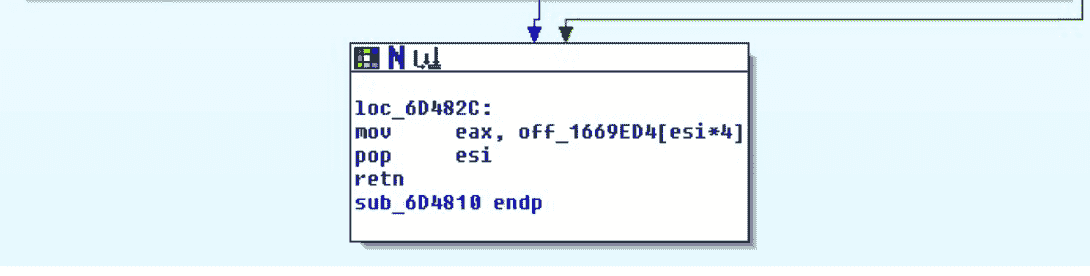 loc_6D482C:
mov eax, off_1669ED4[esi*4]
pop esi
retn
sub_6D4810 endp